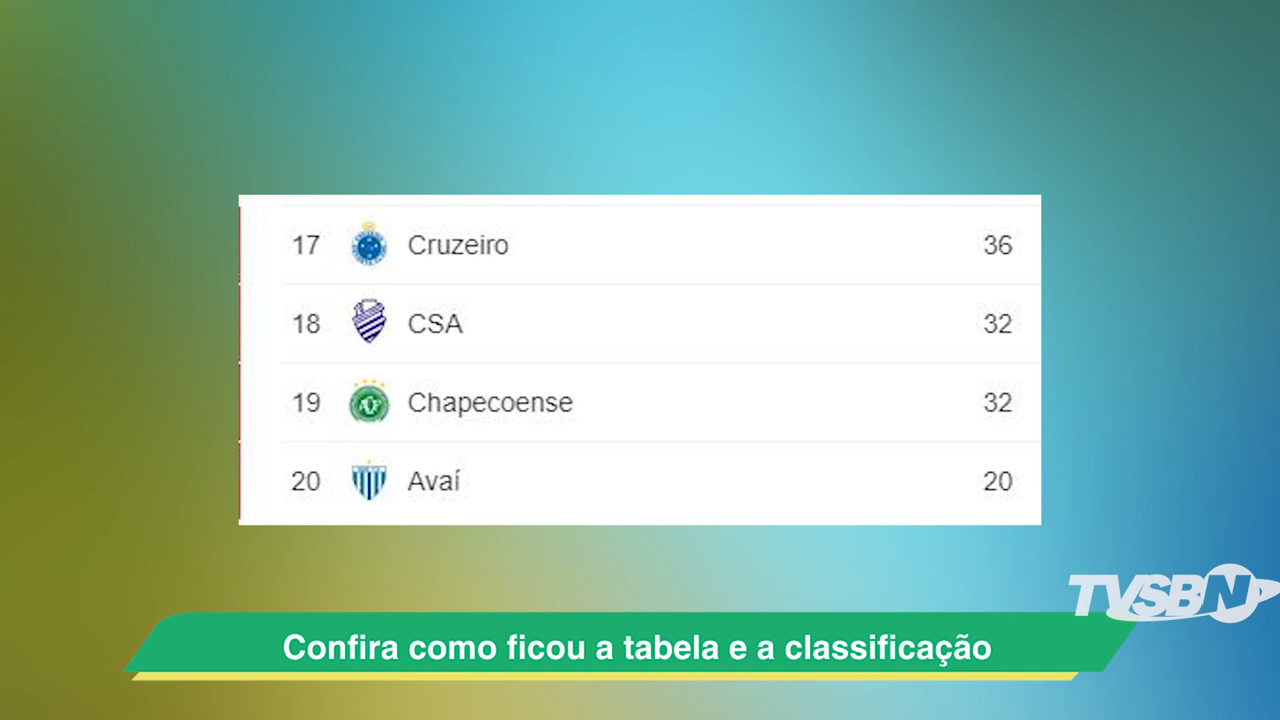 17 Cruzeiro 36
18 CSA 32
19 Chapecoense 32
20 Avaí 20
TVSBN
Confira como ficou a tabela e a classificação